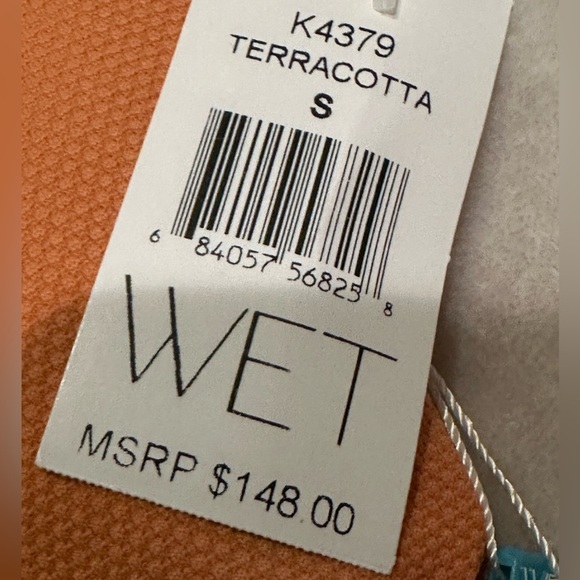 K4379
TERRACOTTA
S
6 84057 56825 8
WET
MSRP $148.00